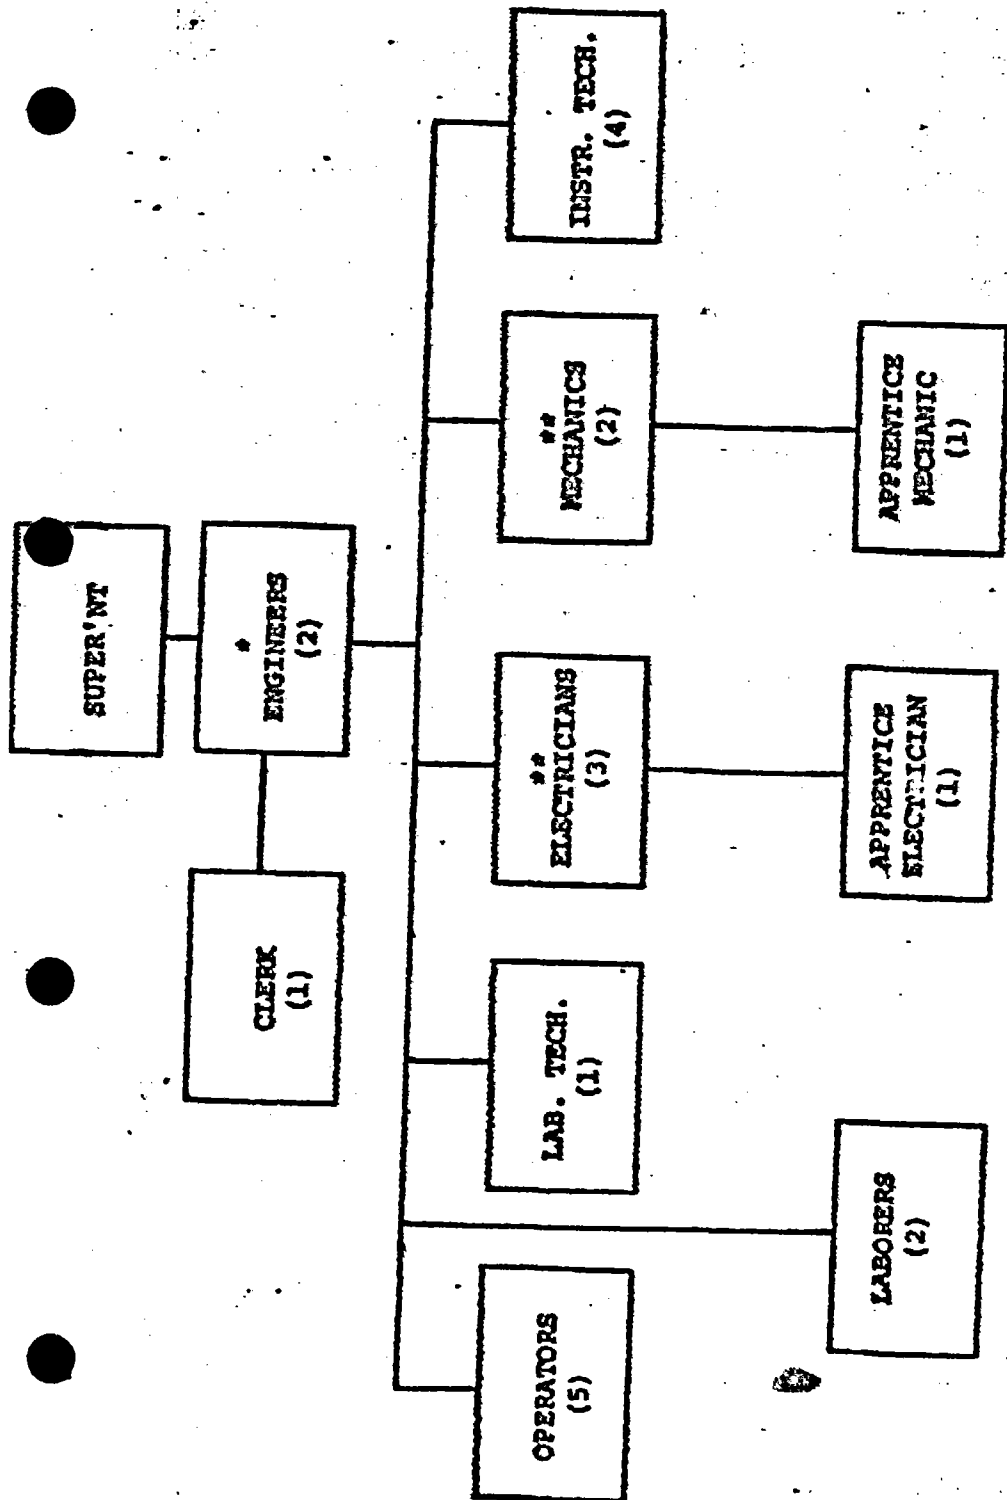 SUPER'NT
CLERK
(1)
*
ENGINEERS
(2)
OPERATORS
(5)
LAB. TECH.
(1)
**
ELECTRICIANS
(3)
**
MECHANICS
(2)
INSTR. TECH.
(4)
LABORERS
(2)
APPRENTICE
ELECTRICIAN
(1)
APPRENTICE
MECHANIC
(1)